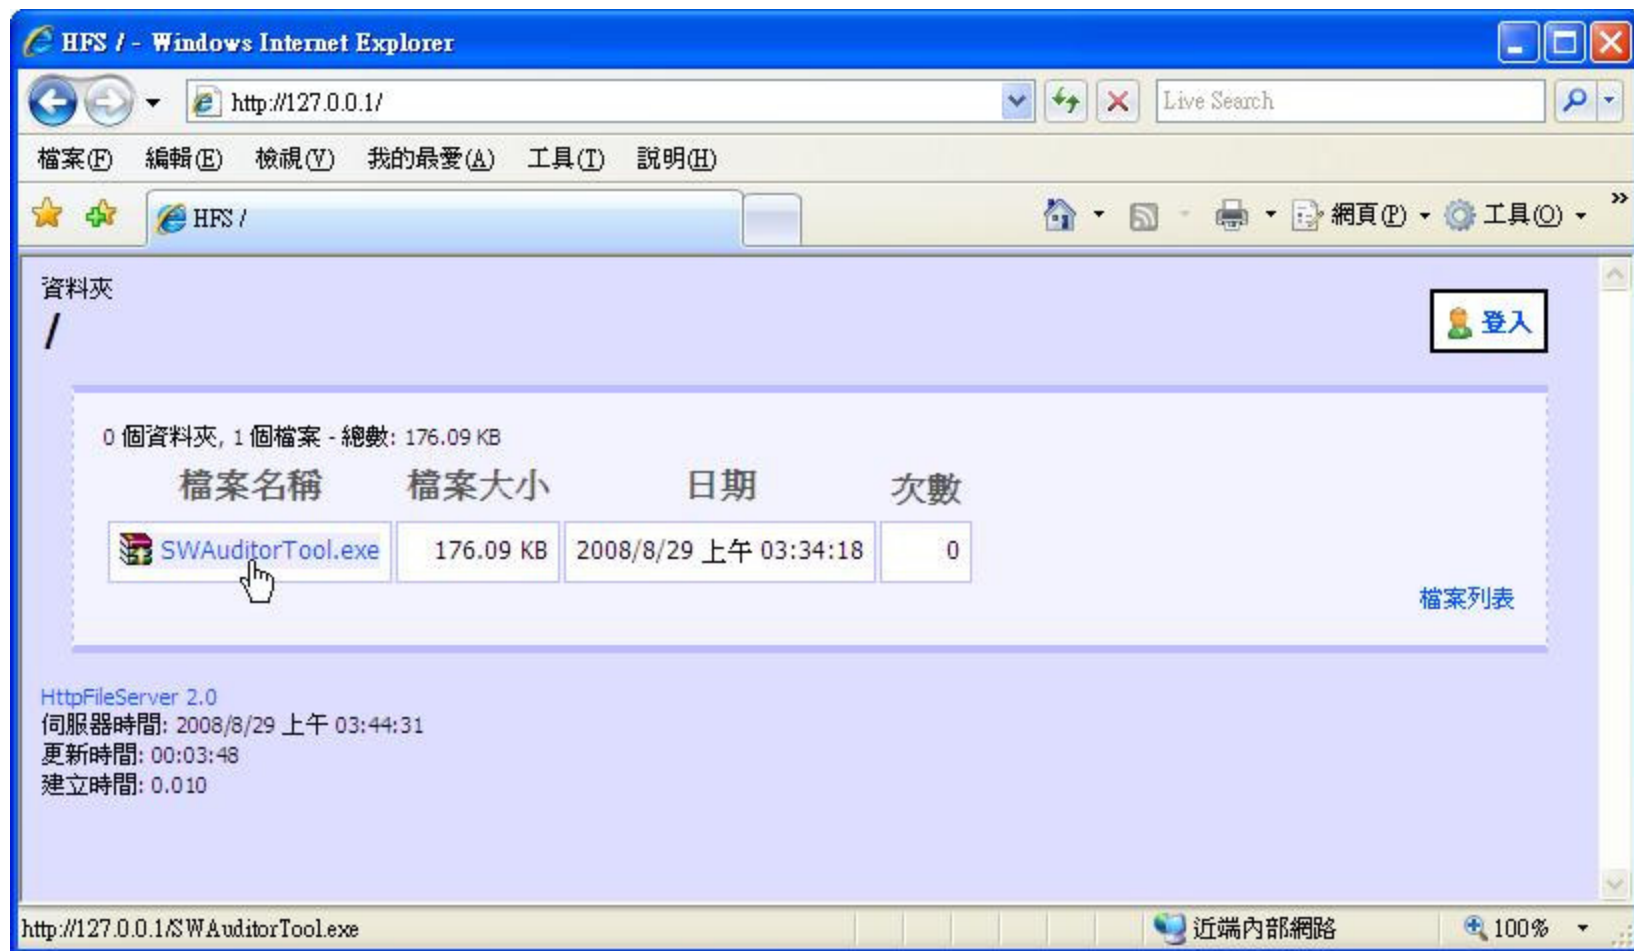 HFS / - Windows Internet Explorer
http://127.0.0.1/
Live Search
檔案(F) 編輯(E) 檢視(V) 我的最愛(A) 工具(T) 說明(H)
HFS /
網頁(P) 工具(O)
資料夾
/
登入
0 個資料夾, 1 個檔案 - 總數: 176.09 KB
檔案名稱 檔案大小 日期 次數
SWAuditorTool.exe 176.09 KB 2008/8/29 上午 03:34:18 0
檔案列表
HttpFileServer 2.0
伺服器時間: 2008/8/29 上午 03:44:31
更新時間: 00:03:48
建立時間: 0.010
http://127.0.0.1/SWAuditorTool.exe 近端內部網路 100%